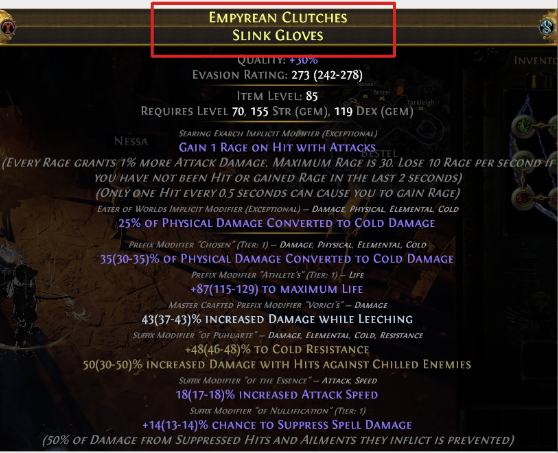 Empyrean Clutches
Slink Gloves
Quality: +30%
Evasion Rating: 273 (242-278)
Item Level: 85
Requires Level 70, 155 Str (gem), 119 Dex (gem)
Searing Exarch Implicit Modifier (Exceptional)
Gain 1 Rage on Hit with Attacks
(Every Rage grants 1% more Attack Damage, Maximum Rage is 30. Lose 10 Rage per second if
you have not been Hit or gained Rage in the last 2 seconds)
(Only one Hit every 0.5 seconds can cause you to gain Rage)
Eater of Worlds Implicit Modifier (Exceptional) — Damage, Physical, Elemental, Cold
25% of Physical Damage Converted to Cold Damage
Prefix Modifier "Chosen" (Tier: 1) — Damage, Physical, Elemental, Cold
35(30-35)% of Physical Damage Converted to Cold Damage
Prefix Modifier "Athlete's" (Tier: 1) — Life
+87(115-129) to maximum Life
Master Crafted Prefix Modifier "Vorici's" — Damage
43(37-43)% increased Damage while Leeching
Suffix Modifier "of Puhuarte" — Damage, Elemental, Cold, Resistance
+48(46-48)% to Cold Resistance
50(30-50)% increased Damage with Hits against Chilled Enemies
Suffix Modifier "of the Essence" — Attack, Speed
18(17-18)% increased Attack Speed
Suffix Modifier "of Nullification" (Tier: 1)
+14(13-14)% chance to Suppress Spell Damage
(50% of Damage from Suppressed Hits and Ailments they inflict is prevented)
Nessa
Bestel
Tarkleigh
Invento